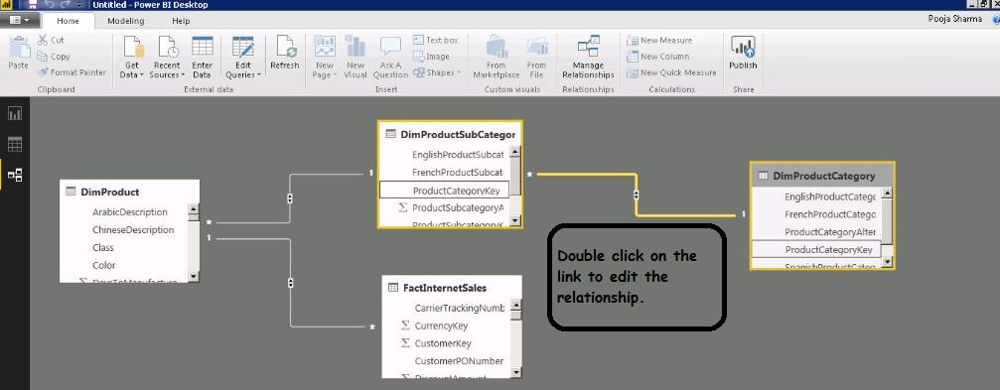 Untitled - Power BI Desktop
Home Modeling Help
Pooja Sharma
Paste
Cut
Copy
Format Painter
Clipboard
Get Data
Recent Sources
Enter Data
Edit Queries
Refresh
External data
New Page
New Visual
Ask A Question
Text box
Image
Shapes
Insert
From Marketplace
From File
Custom visuals
Manage Relationships
Relationships
New Measure
New Column
New Quick Measure
Calculations
Publish
Share
DimProductSubCategor
EnglishProductSubcat
FrenchProductSubcat
ProductCategoryKey
Σ ProductSubcategoryA
ProductSubcategoryK
1
*
DimProductCategory
EnglishProductCatego
FrenchProductCatego
ProductCategoryAlter
ProductCategoryKey
SpanishProductCateg
1
DimProduct
ArabicDescription
ChineseDescription
Class
Color
Σ DaysToManufacture
*
1
Double click on the
link to edit the
relationship.
FactInternetSales
CarrierTrackingNumb
Σ CurrencyKey
Σ CustomerKey
CustomerPONumber
Σ DiscountAmount
*